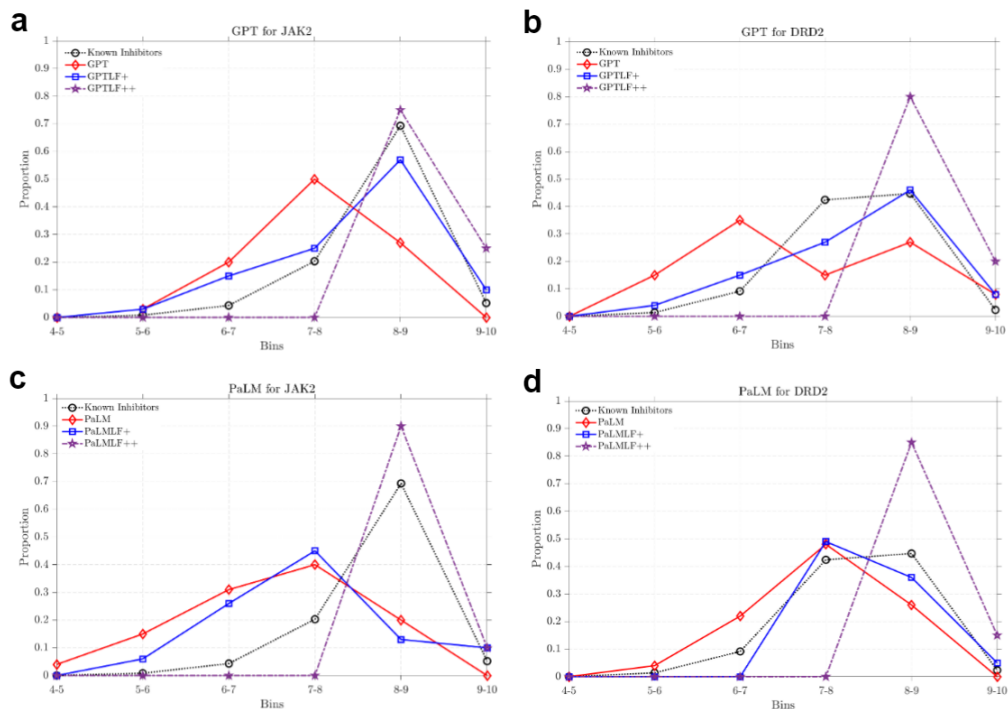 a
GPT for JAK2
Known Inhibitors
GPT
GPTLF+
GPTLF++
1
0.9
0.8
0.7
0.6
0.5
0.4
0.3
0.2
0.1
0
Proportion
4-5 5-6 6-7 7-8 8-9 9-10
Bins
b
GPT for DRD2
Known Inhibitors
GPT
GPTLF+
GPTLF++
1
0.9
0.8
0.7
0.6
0.5
0.4
0.3
0.2
0.1
0
Proportion
4-5 5-6 6-7 7-8 8-9 9-10
Bins
c
PaLM for JAK2
Known Inhibitors
PaLM
PaLMLF+
PaLMLF++
1
0.9
0.8
0.7
0.6
0.5
0.4
0.3
0.2
0.1
0
Proportion
4-5 5-6 6-7 7-8 8-9 9-10
Bins
d
PaLM for DRD2
Known Inhibitors
PaLM
PaLMLF+
PaLMLF++
1
0.9
0.8
0.7
0.6
0.5
0.4
0.3
0.2
0.1
0
Proportion
4-5 5-6 6-7 7-8 8-9 9-10
Bins